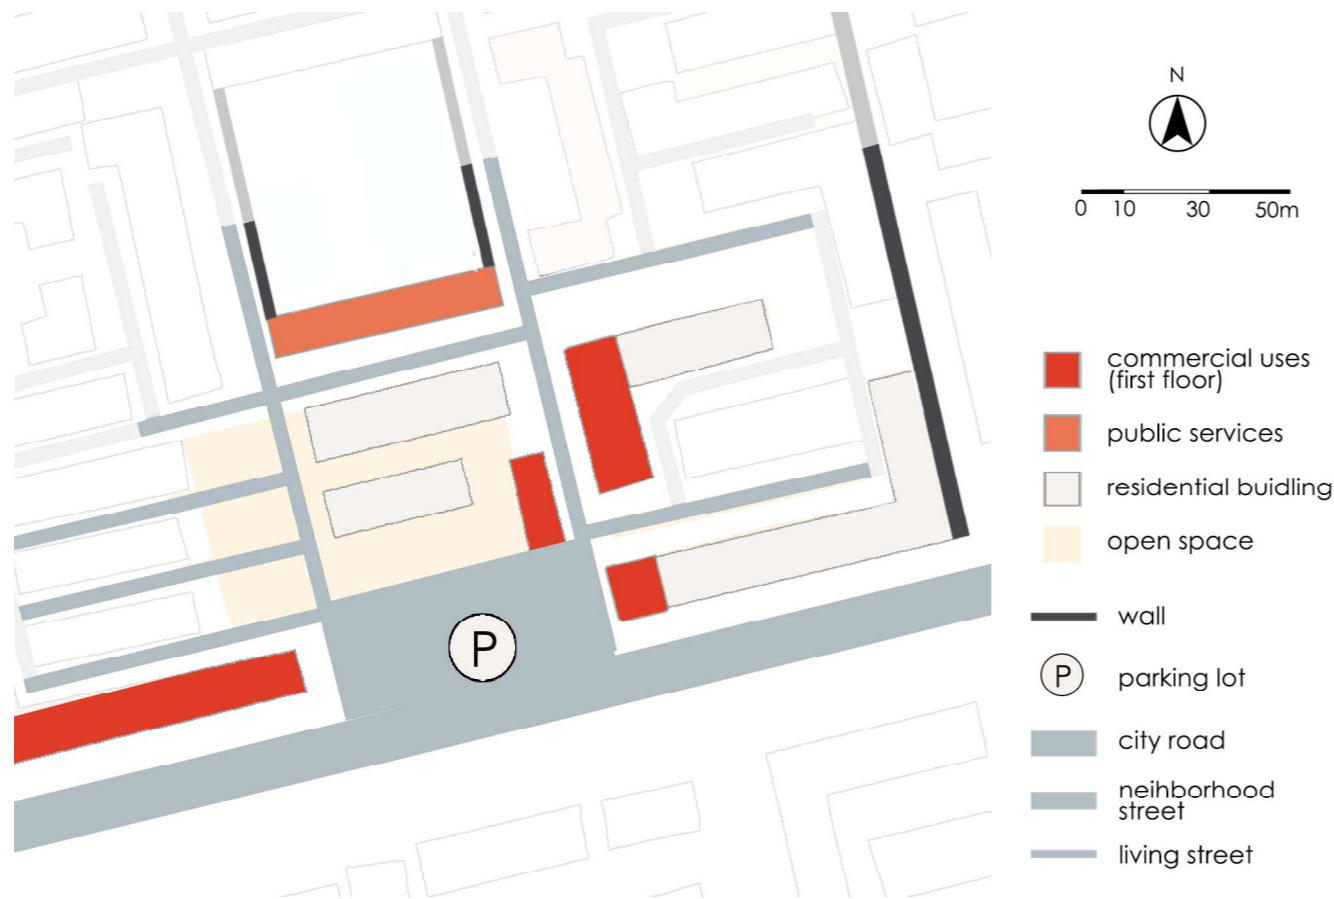 N
0 10 30 50m
commercial uses
(first floor)
public services
residential buidling
open space
wall
P
P parking lot
city road
neihborhood
street
living street